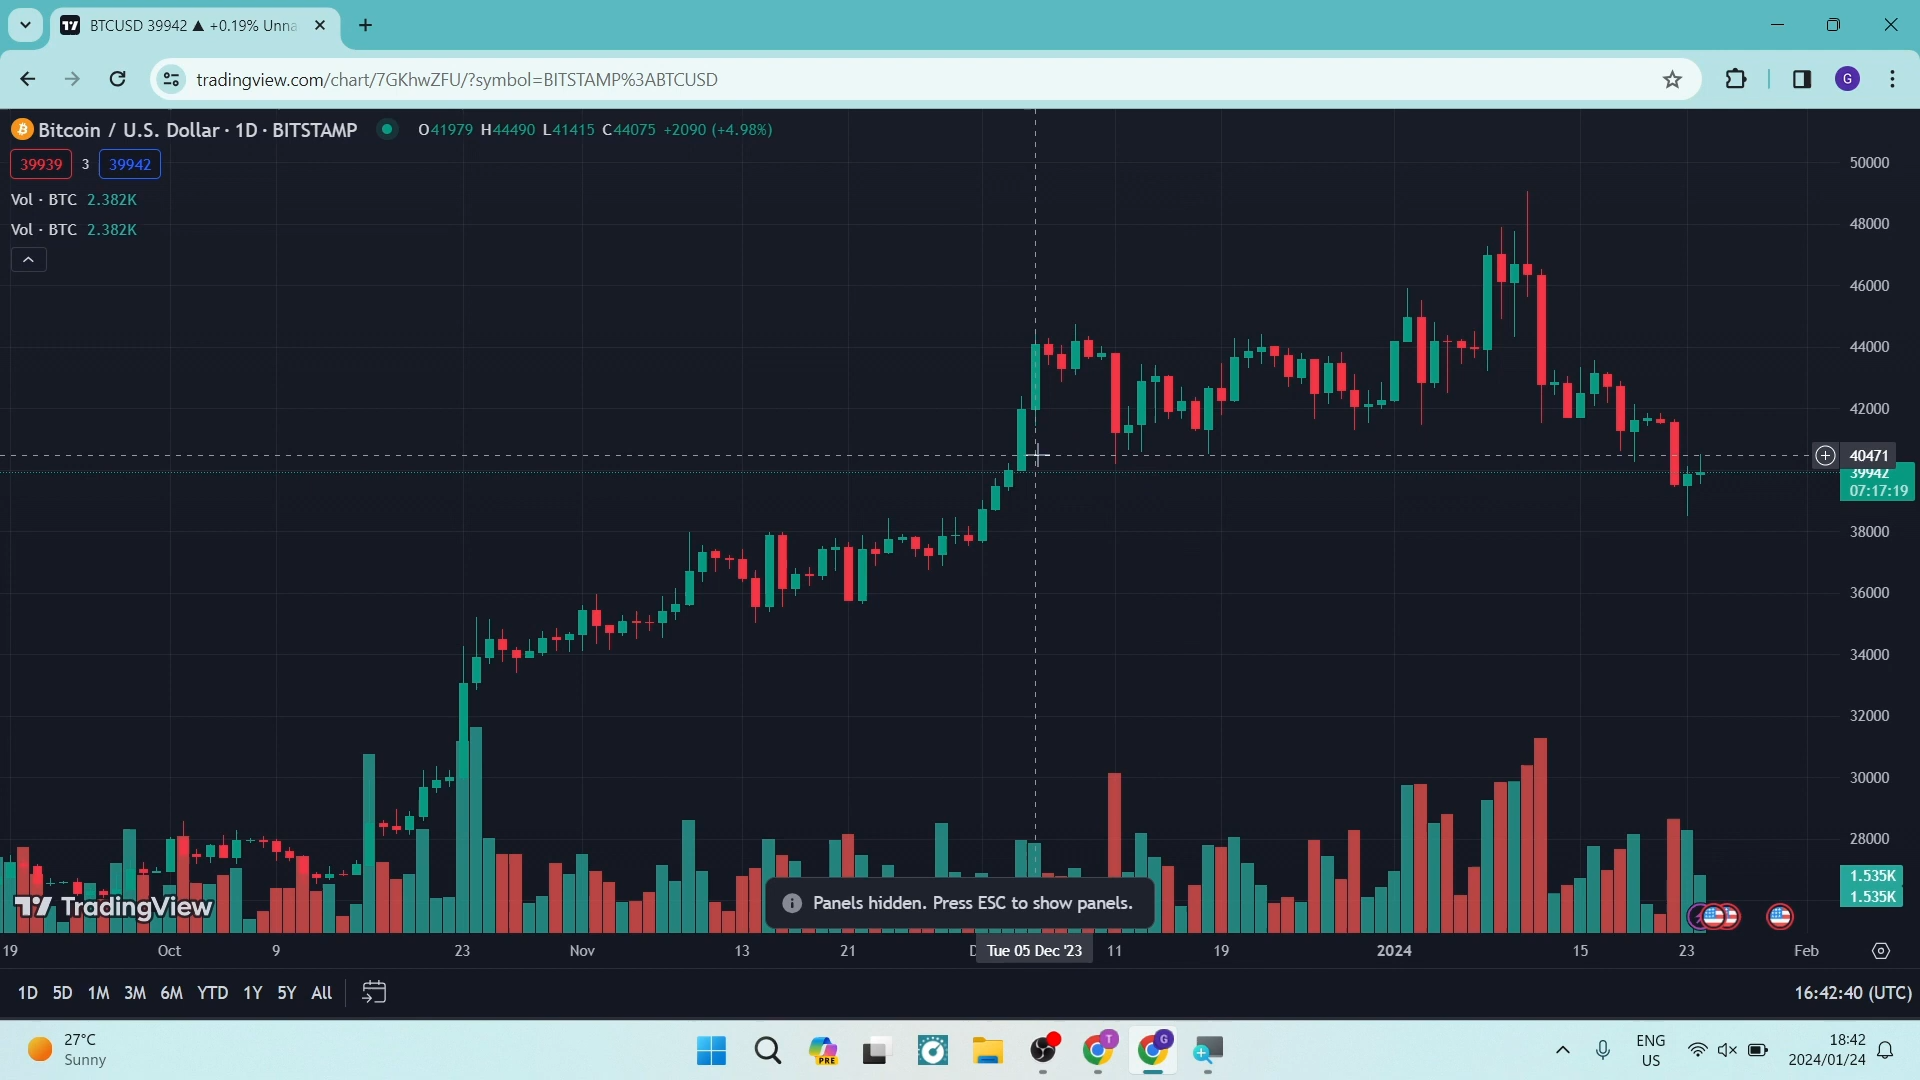 BTCUSD 39942 ▲ +0.19% Unna
tradingview.com/chart/7GKhwZFU/?symbol=BITSTAMP%3ABTCUSD
G
Bitcoin / U.S. Dollar · 1D · BITSTAMP O41979 H44490 L41415 C44075 +2090 (+4.98%)
39939 3 39942
Vol · BTC 2.382K
Vol · BTC 2.382K
50000
48000
46000
44000
42000
40471
39942
07:17:19
38000
36000
34000
32000
30000
28000
1.535K
1.535K
TradingView
Panels hidden. Press ESC to show panels.
19 Oct 9 23 Nov 13 21 D Tue 05 Dec '23 11 19 2024 15 23 Feb
1D 5D 1M 3M 6M YTD 1Y 5Y All 16:42:40 (UTC)
27°C
Sunny
PRE
T
G
ENG
US
18:42
2024/01/24